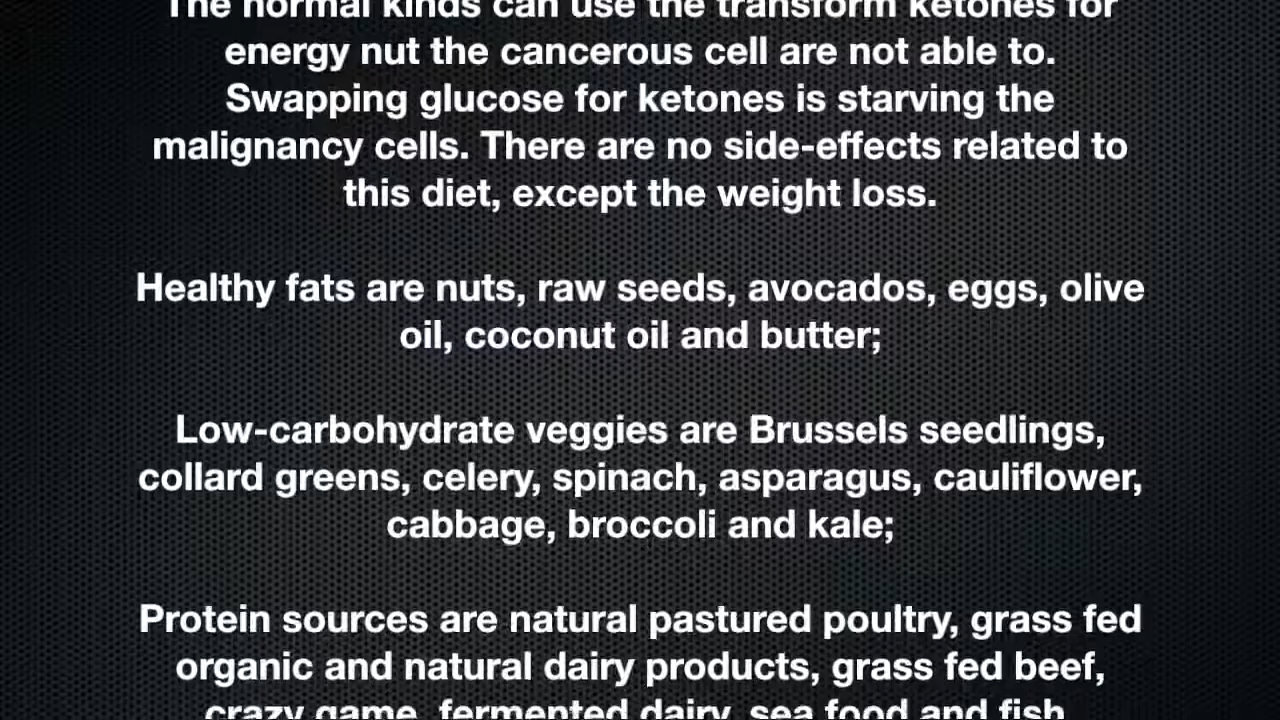 The normal kinds can use the transform ketones for
energy nut the cancerous cell are not able to.
Swapping glucose for ketones is starving the
malignancy cells. There are no side-effects related to
this diet, except the weight loss.
Healthy fats are nuts, raw seeds, avocados, eggs, olive
oil, coconut oil and butter;
Low-carbohydrate veggies are Brussels seedlings,
collard greens, celery, spinach, asparagus, cauliflower,
cabbage, broccoli and kale;
Protein sources are natural pastured poultry, grass fed
organic and natural dairy products, grass fed beef,
crazy game, fermented dairy, sea food and fish